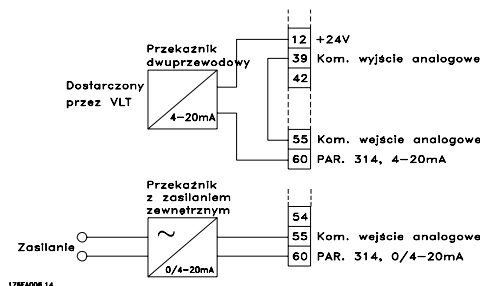 Przekaźnik
dwuprzewodowy
Dostarczony
przez VLT
4-20mA
12 +24V
39 Kom. wyjście analogowe
42
55 Kom. wejście analogowe
60 PAR. 314, 4-20mA
Przekaźnik
z zasilaniem
zewnętrznym
Zasilanie
~
0/4-20mA
54
55 Kom. wejście analogowe
60 PAR. 314, 0/4-20mA
175EA006.14